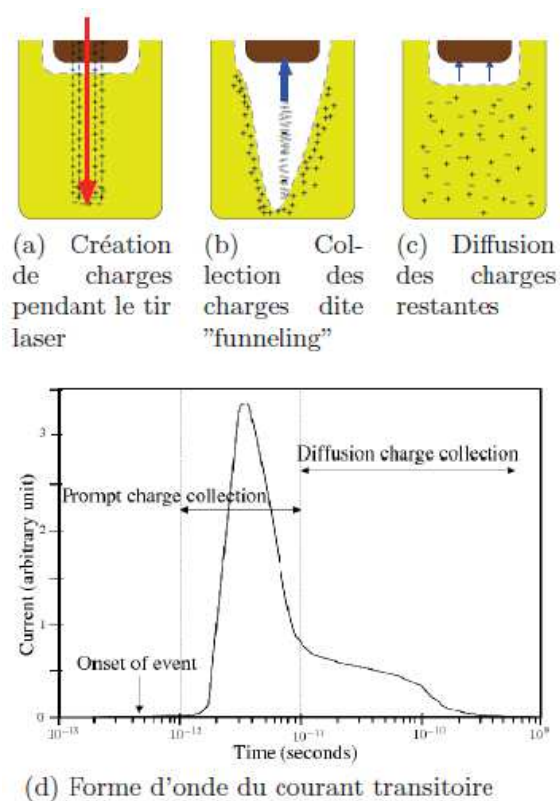 (a) Création
de charges
pendant le tir
laser
(b) Col-
lection des
charges dite
"funneling"
(c) Diffusion
des charges
restantes
3
Diffusion charge collection
Prompt charge collection
2
Current (arbitrary unit)
1
Onset of event
0
10⁻¹³ 10⁻¹² 10⁻¹¹ 10⁻¹⁰ 10⁻⁹
Time (seconds)
(d) Forme d'onde du courant transitoire